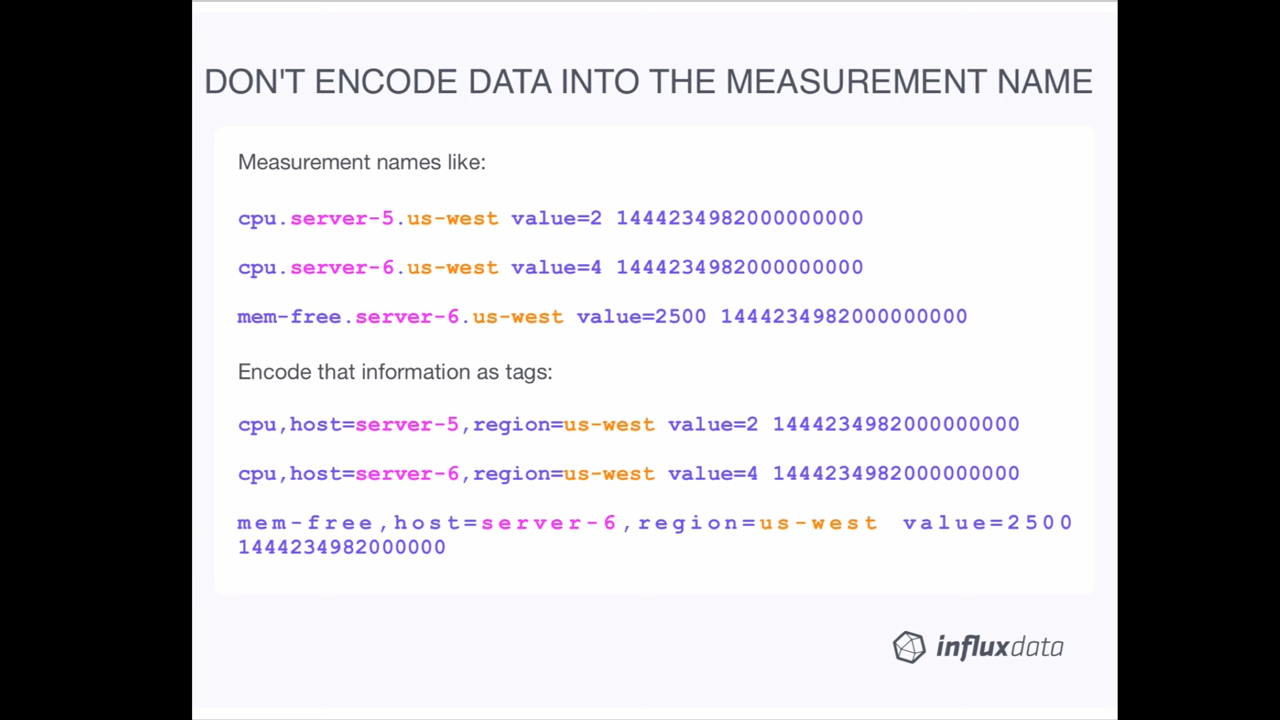 DON'T ENCODE DATA INTO THE MEASUREMENT NAME
Measurement names like:
cpu.server-5.us-west value=2 1444234982000000000
cpu.server-6.us-west value=4 1444234982000000000
mem-free.server-6.us-west value=2500 1444234982000000000
Encode that information as tags:
cpu,host=server-5,region=us-west value=2 1444234982000000000
cpu,host=server-6,region=us-west value=4 1444234982000000000
mem-free,host=server-6,region=us-west value=2500
1444234982000000
influxdata